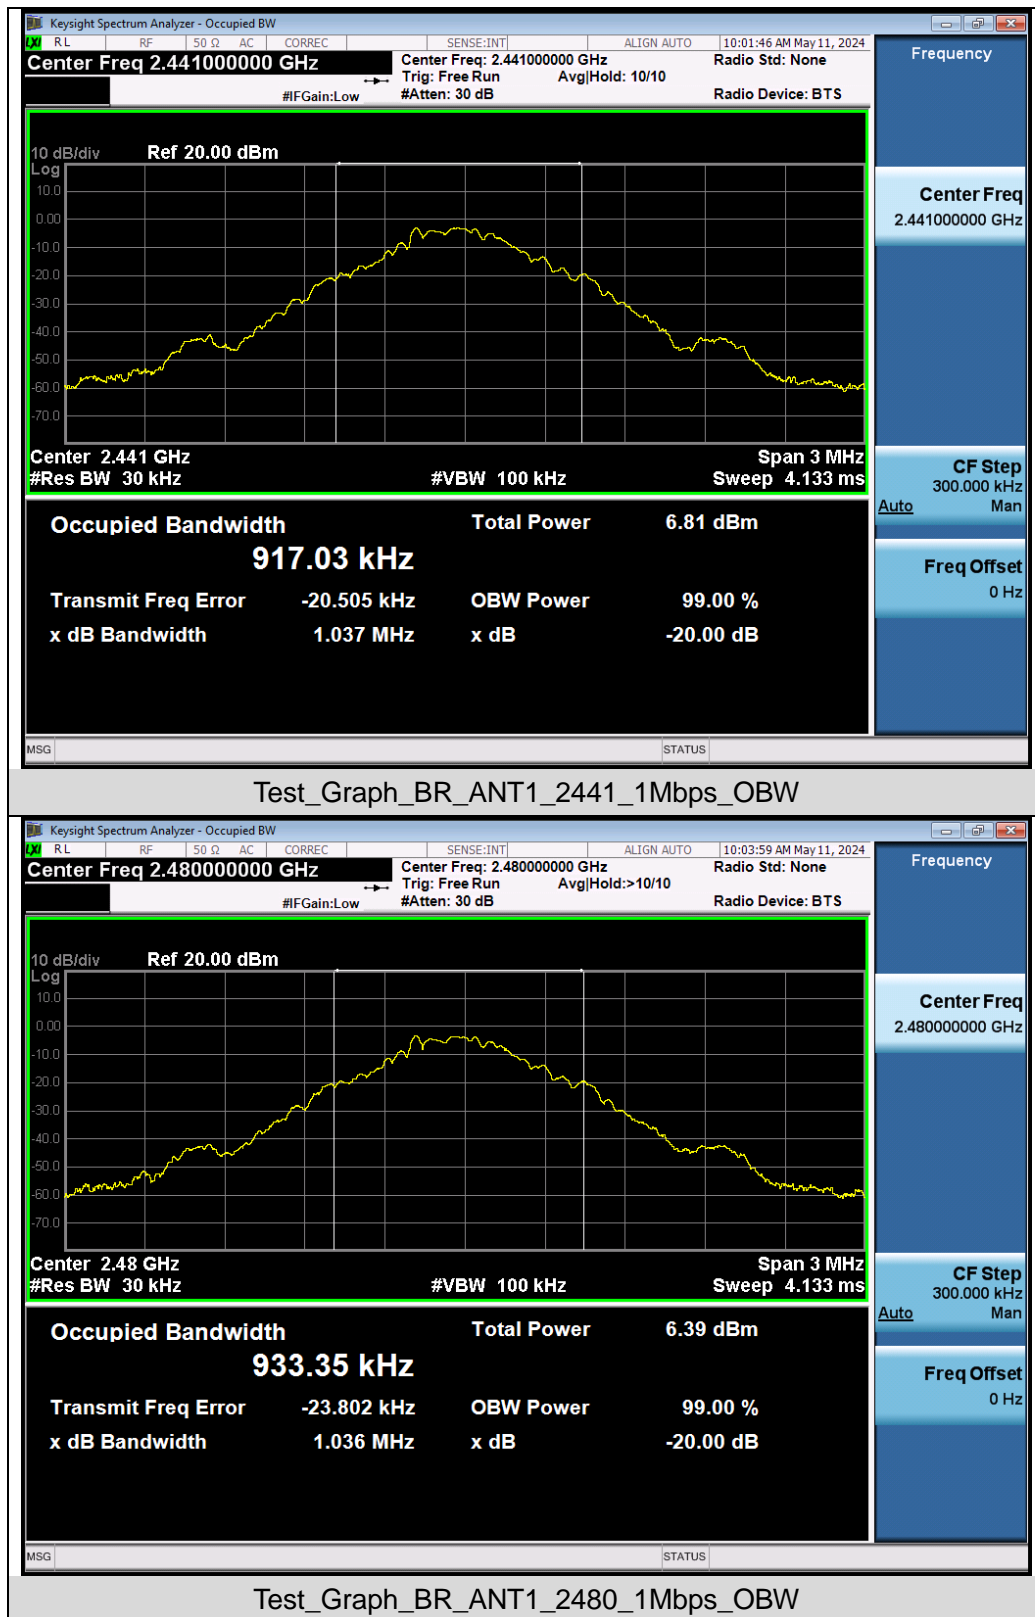 Keysight Spectrum Analyzer - Occupied BW
LXI RL RF 50 Ω AC CORREC SENSE:INT ALIGN AUTO 10:01:46 AM May 11, 2024
Center Freq 2.441000000 GHz Center Freq: 2.441000000 GHz Radio Std: None
Trig: Free Run Avg|Hold: 10/10
#IFGain:Low #Atten: 30 dB Radio Device: BTS
Frequency
10 dB/div Ref 20.00 dBm
Log
10.0
0.00
-10.0
-20.0
-30.0
-40.0
-50.0
-60.0
-70.0
Center Freq
2.441000000 GHz
Center 2.441 GHz Span 3 MHz
#Res BW 30 kHz #VBW 100 kHz Sweep 4.133 ms
CF Step
300.000 kHz
Auto Man
Occupied Bandwidth Total Power 6.81 dBm
917.03 kHz
Transmit Freq Error -20.505 kHz OBW Power 99.00 %
x dB Bandwidth 1.037 MHz x dB -20.00 dB
Freq Offset
0 Hz
MSG STATUS
Test_Graph_BR_ANT1_2441_1Mbps_OBW
Keysight Spectrum Analyzer - Occupied BW
LXI RL RF 50 Ω AC CORREC SENSE:INT ALIGN AUTO 10:03:59 AM May 11, 2024
Center Freq 2.480000000 GHz Center Freq: 2.480000000 GHz Radio Std: None
Trig: Free Run Avg|Hold:>10/10
#IFGain:Low #Atten: 30 dB Radio Device: BTS
Frequency
10 dB/div Ref 20.00 dBm
Log
10.0
0.00
-10.0
-20.0
-30.0
-40.0
-50.0
-60.0
-70.0
Center Freq
2.480000000 GHz
Center 2.48 GHz Span 3 MHz
#Res BW 30 kHz #VBW 100 kHz Sweep 4.133 ms
CF Step
300.000 kHz
Auto Man
Occupied Bandwidth Total Power 6.39 dBm
933.35 kHz
Transmit Freq Error -23.802 kHz OBW Power 99.00 %
x dB Bandwidth 1.036 MHz x dB -20.00 dB
Freq Offset
0 Hz
MSG STATUS
Test_Graph_BR_ANT1_2480_1Mbps_OBW